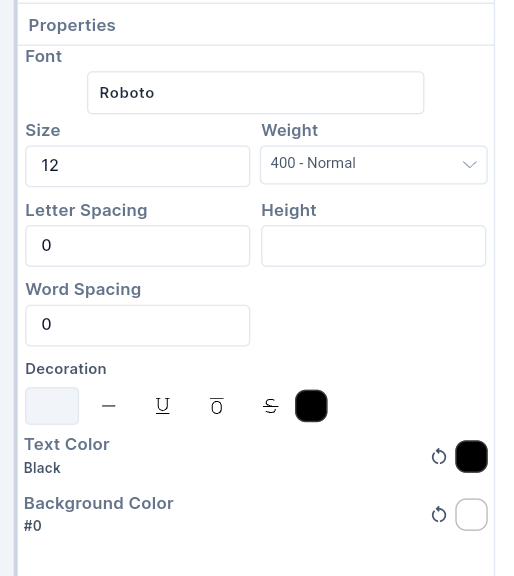 Properties
Font
Roboto
Size Weight
12 400 - Normal
Letter Spacing Height
0
Word Spacing
0
Decoration
— U O S
Text Color
Black
Background Color
#0